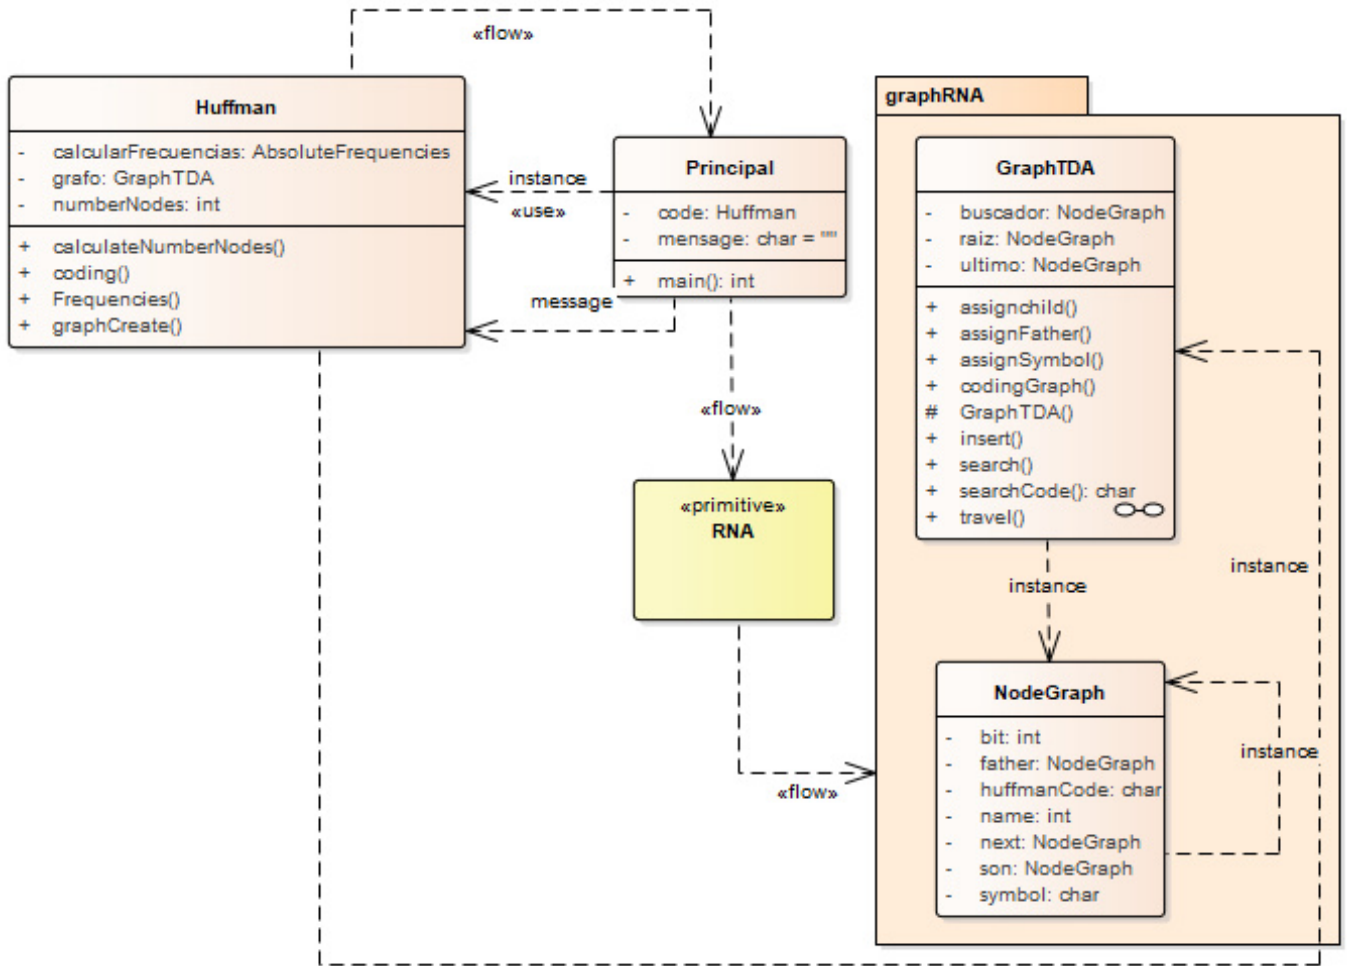 «flow»
Huffman
- calcularFrecuencias: AbsoluteFrequencies
- grafo: GraphTDA
- numberNodes: int
+ calculateNumberNodes()
+ coding()
+ Frequencies()
+ graphCreate()
instance
«use»
message
Principal
- code: Huffman
- mensage: char = ""
+ main(): int
«flow»
«primitive»
RNA
«flow»
graphRNA
GraphTDA
- buscador: NodeGraph
- raiz: NodeGraph
- ultimo: NodeGraph
+ assignchild()
+ assignFather()
+ assignSymbol()
+ codingGraph()
# GraphTDA()
+ insert()
+ search()
+ searchCode(): char
+ travel()
instance
instance
NodeGraph
- bit: int
- father: NodeGraph
- huffmanCode: char
- name: int
- next: NodeGraph
- son: NodeGraph
- symbol: char
instance